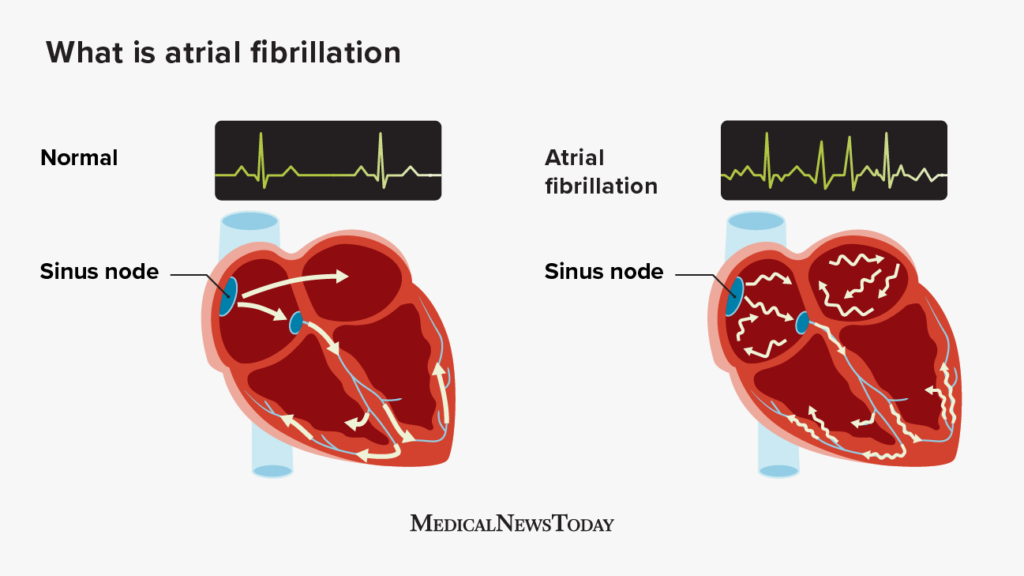 What is atrial fibrillation
Normal
Sinus node
Atrial
fibrillation
Sinus node
MEDICALNEWSTODAY